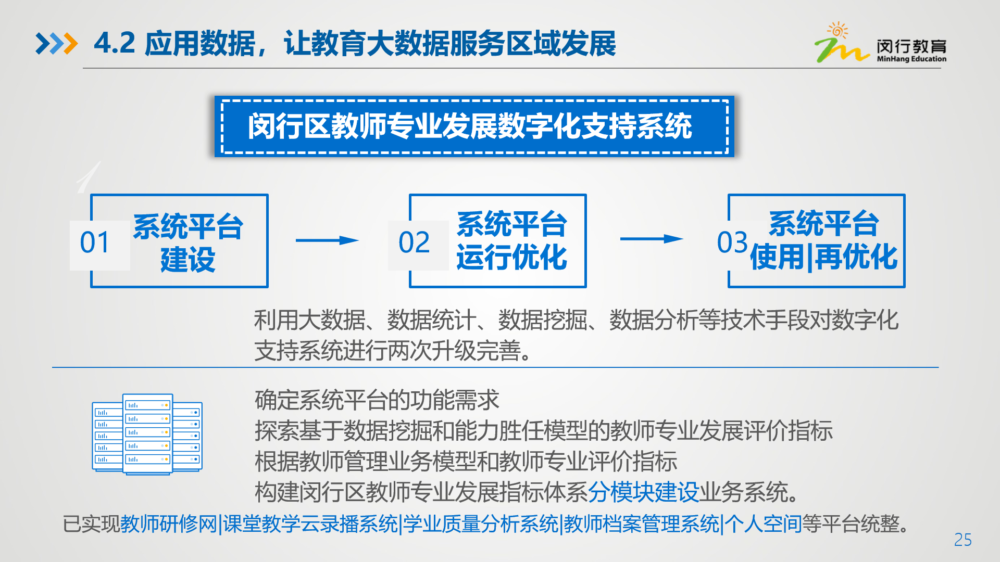 4.2 应用数据，让教育大数据服务区域发展
闵行教育
MinHang Education
闵行区教师专业发展数字化支持系统
01
系统平台
建设
02
系统平台
运行优化
03
系统平台
使用|再优化
利用大数据、数据统计、数据挖掘、数据分析等技术手段对数字化
支持系统进行两次升级完善。
确定系统平台的功能需求
探索基于数据挖掘和能力胜任模型的教师专业发展评价指标
根据教师管理业务模型和教师专业评价指标
构建闵行区教师专业发展指标体系分模块建设业务系统。
已实现教师研修网|课堂教学云录播系统|学业质量分析系统|教师档案管理系统|个人空间等平台统整。
25